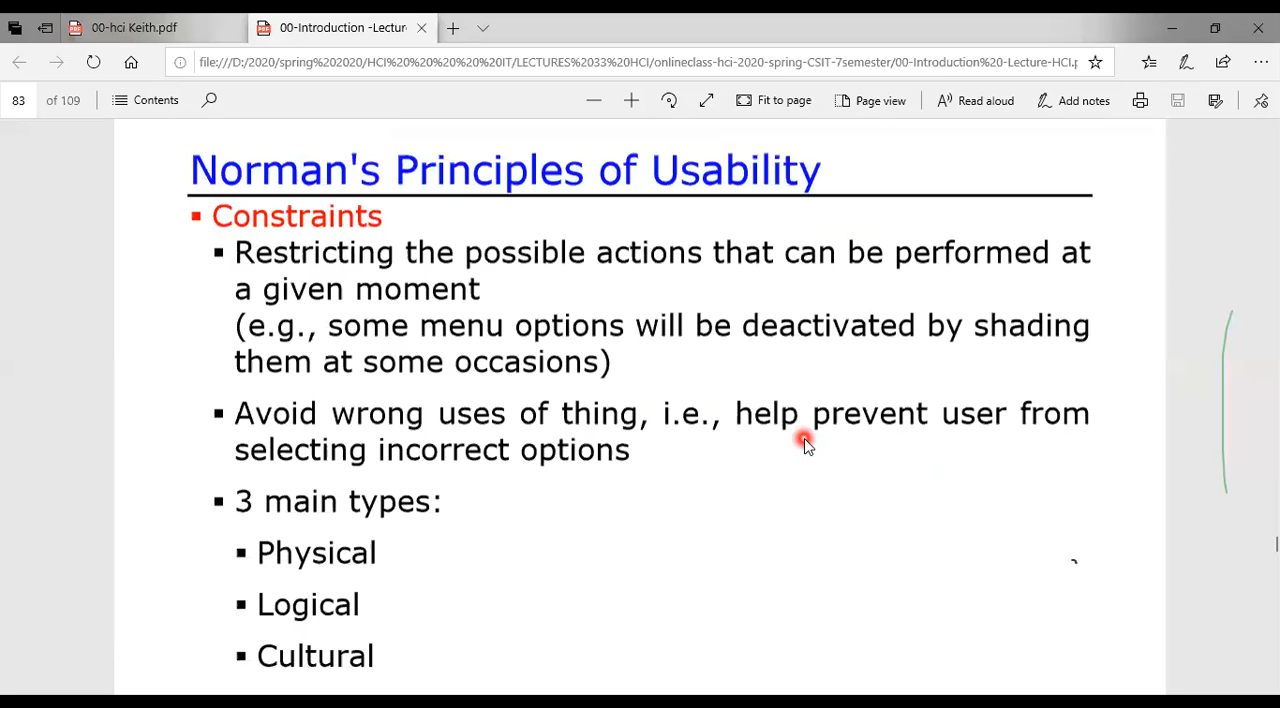 00-hci Keith.pdf
00-Introduction -Lectur
file:///D:/2020/spring%202020/HCI%20%20%20%20%20IT/LECTURES%2033%20HCI/onlineclass-hci-2020-spring-CSIT-7semester/00-Introduction%20-Lecture-HCI.p
83 of 109 Contents Fit to page Page view Read aloud Add notes
Norman's Principles of Usability
▪ Constraints
▪ Restricting the possible actions that can be performed at
a given moment
(e.g., some menu options will be deactivated by shading
them at some occasions)
▪ Avoid wrong uses of thing, i.e., help prevent user from
selecting incorrect options
▪ 3 main types:
▪ Physical
▪ Logical
▪ Cultural